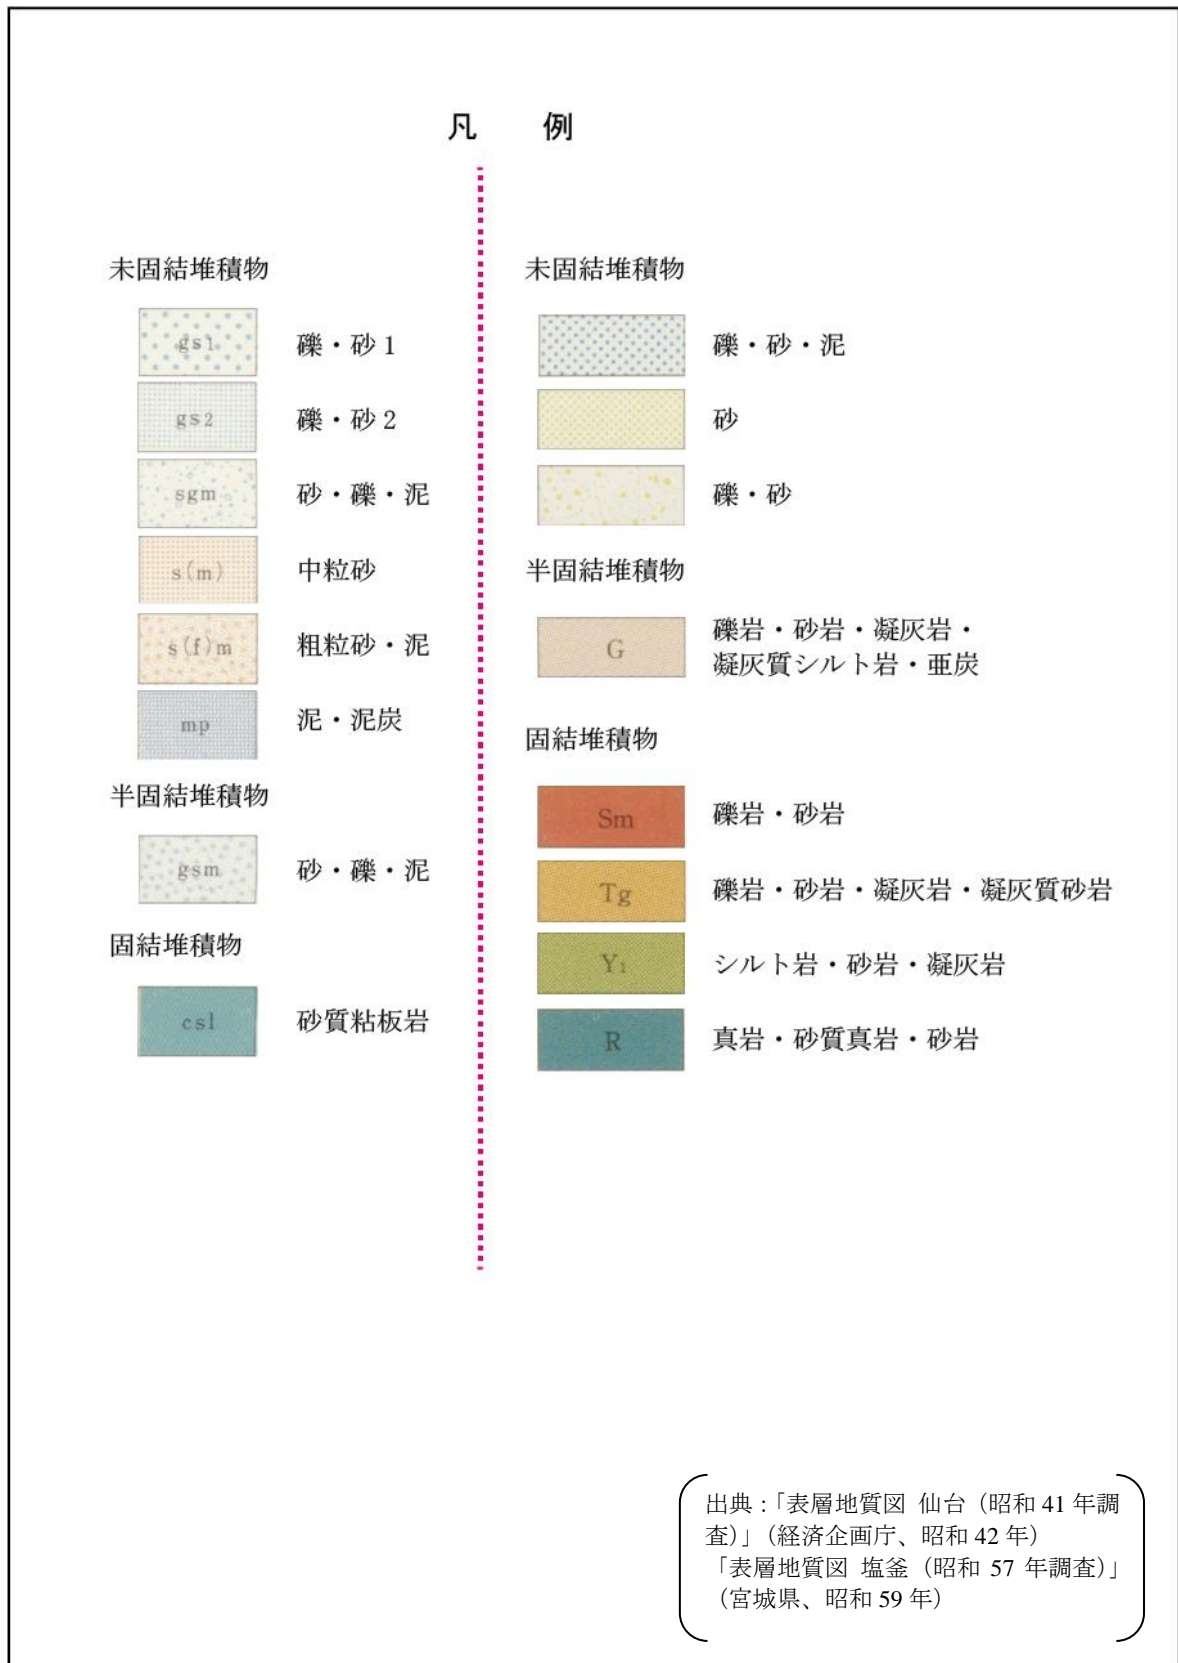 凡 例
未固結堆積物
gs1 礫・砂1
gs2 礫・砂2
sgm 砂・礫・泥
s(m) 中粒砂
s(f)m 粗粒砂・泥
mp 泥・泥炭
半固結堆積物
gsm 砂・礫・泥
固結堆積物
csl 砂質粘板岩
未固結堆積物
礫・砂・泥
砂
礫・砂
半固結堆積物
G 礫岩・砂岩・凝灰岩・
凝灰質シルト岩・亜炭
固結堆積物
Sm 礫岩・砂岩
Tg 礫岩・砂岩・凝灰岩・凝灰質砂岩
Y1 シルト岩・砂岩・凝灰岩
R 真岩・砂質真岩・砂岩
出典:「表層地質図 仙台(昭和 41 年調
査)」(経済企画庁、昭和 42 年)
「表層地質図 塩釜(昭和 57 年調査)」
(宮城県、昭和 59 年)